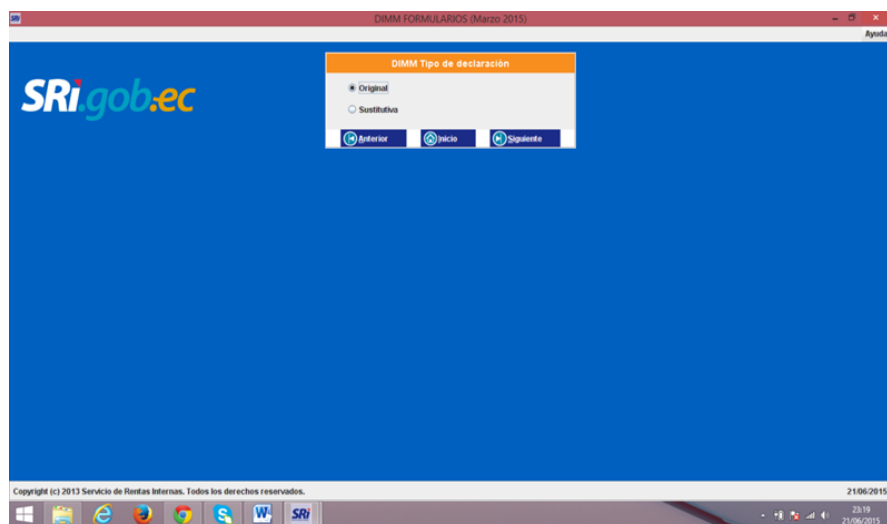 SRi
DIMM FORMULARIOS (Marzo 2015)
Ayuda
SRi.gob.ec
DIMM Tipo de declaración
Original
Sustitutiva
Anterior Inicio Siguiente
Copyright (c) 2013 Servicio de Rentas Internas. Todos los derechos reservados.
21/06/2015
W SRi
23:19
21/06/2015